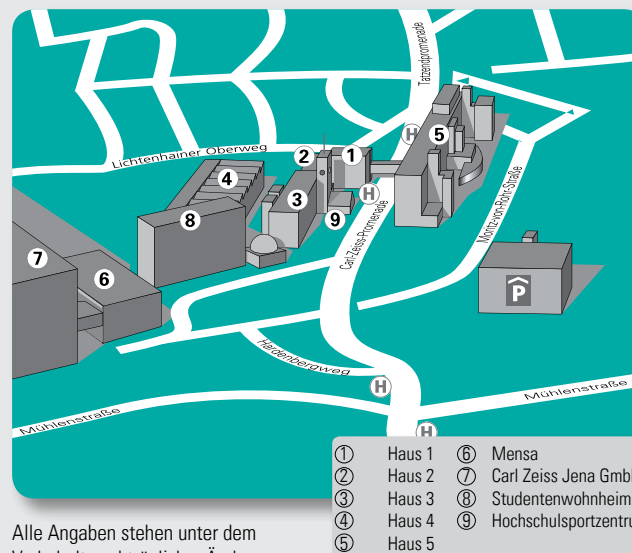 Tatzendpromenade
H
5
2
1
Lichtenhainer Oberweg
4
3
H
8
9
Moritz-von-Rohr-Straße
Carl-Zeiss-Promenade
7
6
P
Hardenbergweg
H
Mühlenstraße
Mühlenstraße
H
1 Haus 1 6 Mensa
2 Haus 2 7 Carl Zeiss Jena
3 Haus 3 8 Studentenwohnheim
4 Haus 4 9
5 Haus 5
Alle Angaben stehen unter dem